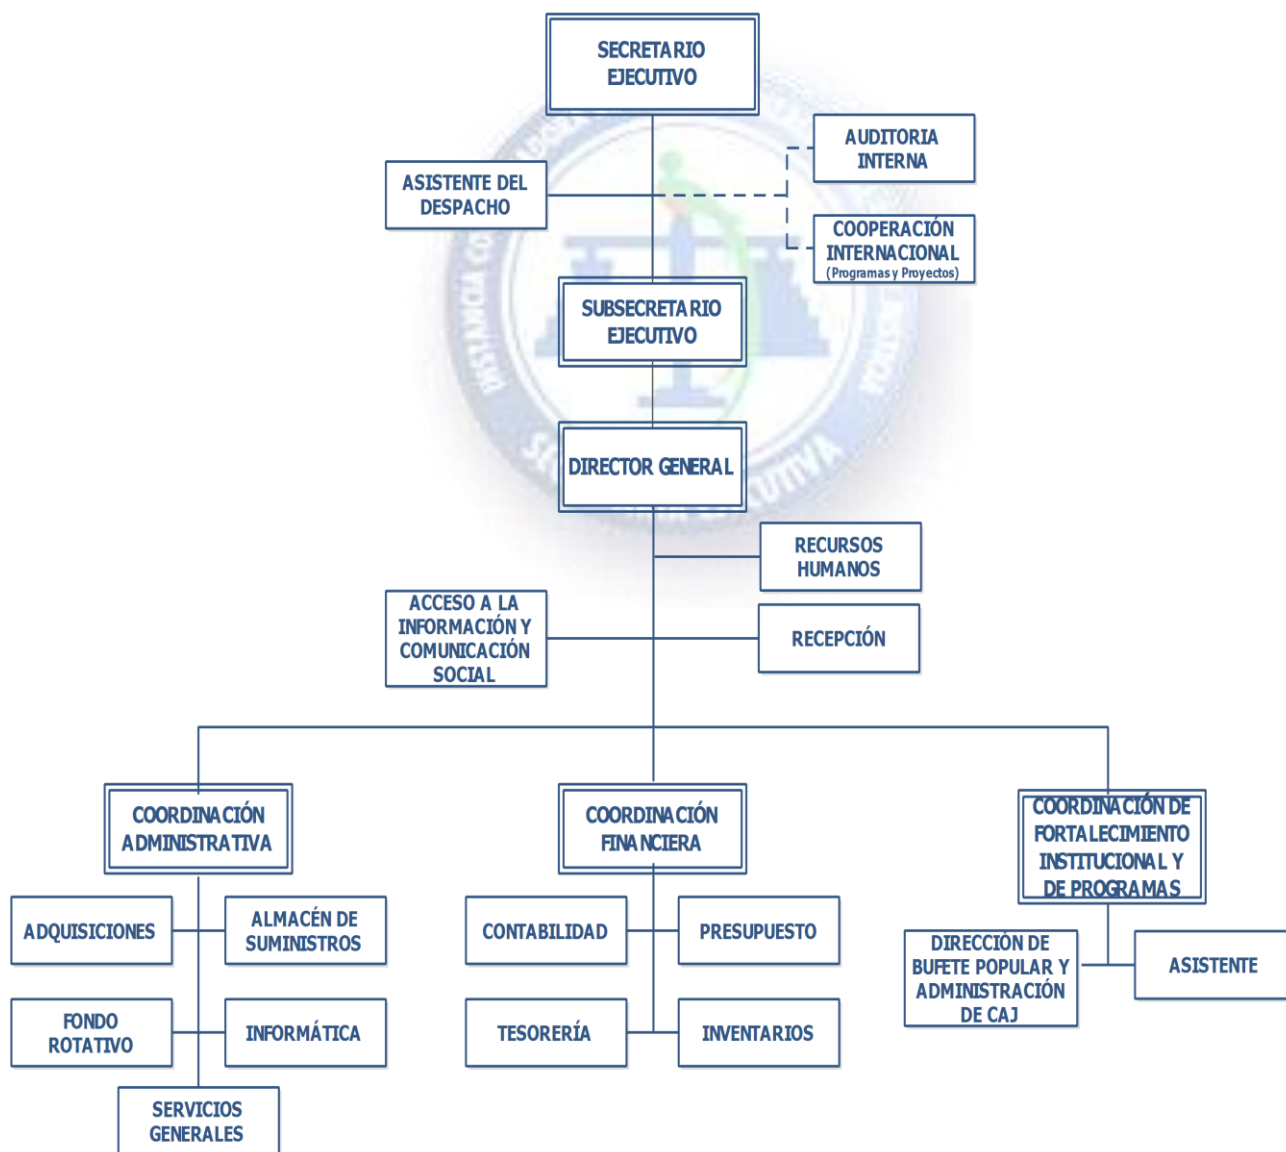 SECRETARIO
EJECUTIVO
AUDITORIA
INTERNA
ASISTENTE DEL
DESPACHO
COOPERACIÓN
INTERNACIONAL
(Programas y Proyectos)
SUBSECRETARIO
EJECUTIVO
DIRECTOR GENERAL
RECURSOS
HUMANOS
ACCESO A LA
INFORMACIÓN Y
COMUNICACIÓN
SOCIAL
RECEPCIÓN
COORDINACIÓN
ADMINISTRATIVA
COORDINACIÓN
FINANCIERA
COORDINACIÓN DE
FORTALECIMIENTO
INSTITUCIONAL Y
DE PROGRAMAS
ADQUISICIONES
ALMACÉN DE
SUMINISTROS
CONTABILIDAD
PRESUPUESTO
DIRECCIÓN DE
BUFETE POPULAR Y
ADMINISTRACIÓN
DE CAJ
ASISTENTE
FONDO
ROTATIVO
INFORMÁTICA
TESORERÍA
INVENTARIOS
SERVICIOS
GENERALES
INSTANCIA